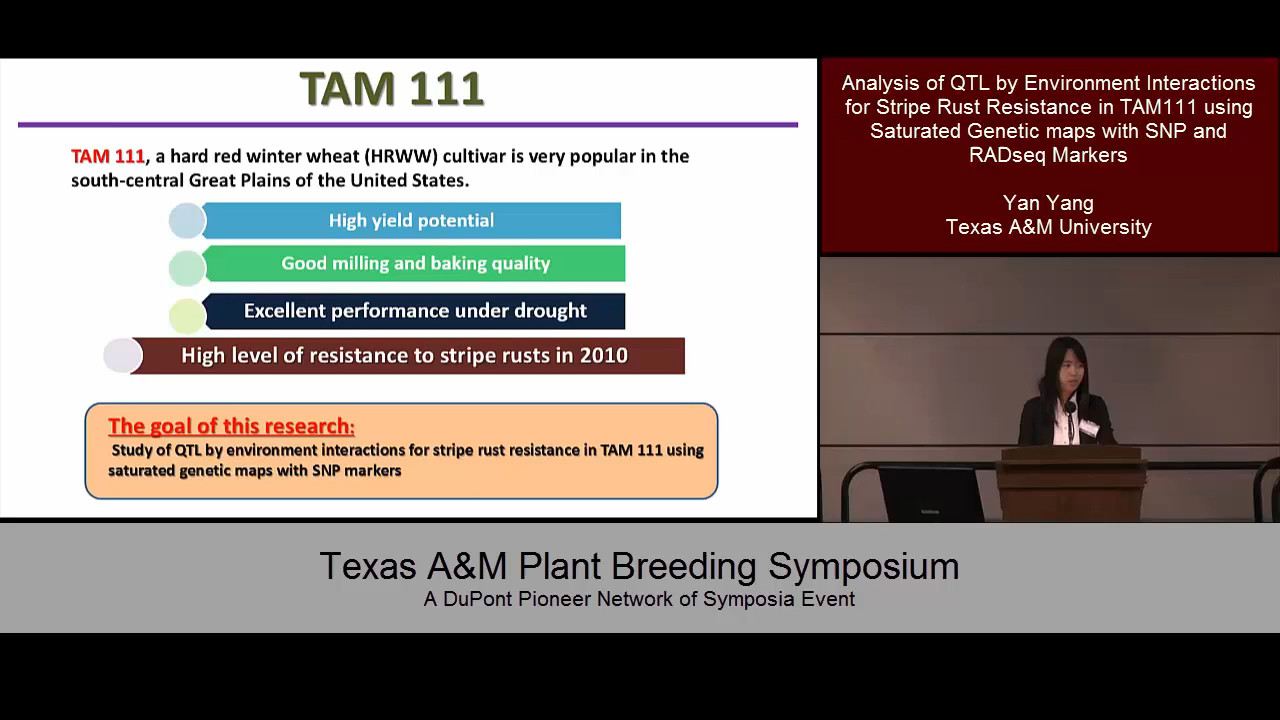 TAM 111
TAM 111, a hard red winter wheat (HRWW) cultivar is very popular in the
south-central Great Plains of the United States.
High yield potential
Good milling and baking quality
Excellent performance under drought
High level of resistance to stripe rusts in 2010
The goal of this research:
Study of QTL by environment interactions for stripe rust resistance in TAM 111 using
saturated genetic maps with SNP markers
Analysis of QTL by Environment Interactions
for Stripe Rust Resistance in TAM111 using
Saturated Genetic maps with SNP and
RADseq Markers
Yan Yang
Texas A&M University
Texas A&M Plant Breeding Symposium
A DuPont Pioneer Network of Symposia Event